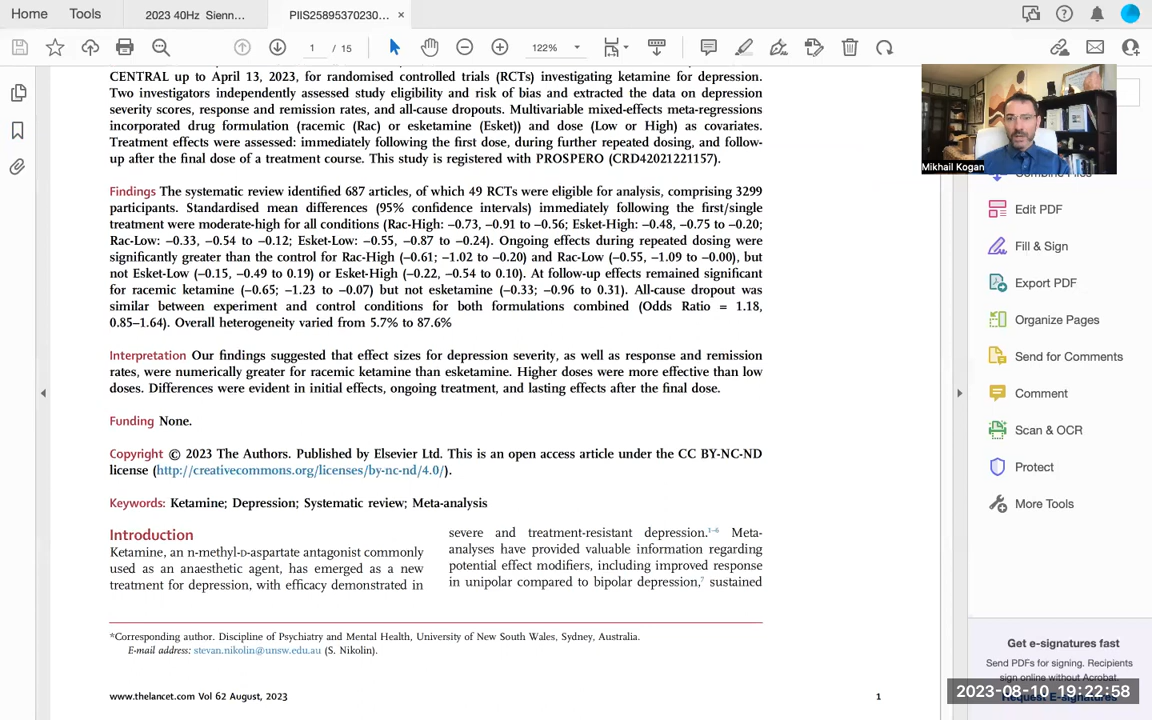 Home
Tools
2023 40Hz Sienn...
PIIS25895370230...
1 / 15
122%
CENTRAL up to April 13, 2023, for randomised controlled trials (RCTs) investigating ketamine for depression.
Two investigators independently assessed study eligibility and risk of bias and extracted the data on depression
severity scores, response and remission rates, and all-cause dropouts. Multivariable mixed-effects meta-regressions
incorporated drug formulation (racemic (Rac) or esketamine (Esket)) and dose (Low or High) as covariates.
Treatment effects were assessed: immediately following the first dose, during further repeated dosing, and follow-
up after the final dose of a treatment course. This study is registered with PROSPERO (CRD42021221157).
Findings The systematic review identified 687 articles, of which 49 RCTs were eligible for analysis, comprising 3299
participants. Standardised mean differences (95% confidence intervals) immediately following the first/single
treatment were moderate-high for all conditions (Rac-High: –0.73, –0.91 to –0.56; Esket-High: –0.48, –0.75 to –0.20;
Rac-Low: –0.33, –0.54 to –0.12; Esket-Low: –0.55, –0.87 to –0.24). Ongoing effects during repeated dosing were
significantly greater than the control for Rac-High (–0.61; –1.02 to –0.20) and Rac-Low (–0.55, –1.09 to –0.00), but
not Esket-Low (–0.15, –0.49 to 0.19) or Esket-High (–0.22, –0.54 to 0.10). At follow-up effects remained significant
for racemic ketamine (–0.65; –1.23 to –0.07) but not esketamine (–0.33; –0.96 to 0.31). All-cause dropout was
similar between experiment and control conditions for both formulations combined (Odds Ratio = 1.18,
0.85–1.64). Overall heterogeneity varied from 5.7% to 87.6%
Interpretation Our findings suggested that effect sizes for depression severity, as well as response and remission
rates, were numerically greater for racemic ketamine than esketamine. Higher doses were more effective than low
doses. Differences were evident in initial effects, ongoing treatment, and lasting effects after the final dose.
Funding None.
Copyright © 2023 The Authors. Published by Elsevier Ltd. This is an open access article under the CC BY-NC-ND
license (http://creativecommons.org/licenses/by-nc-nd/4.0/).
Keywords: Ketamine; Depression; Systematic review; Meta-analysis
Introduction
Ketamine, an n-methyl-D-aspartate antagonist commonly
used as an anaesthetic agent, has emerged as a new
treatment for depression, with efficacy demonstrated in
severe and treatment-resistant depression.1–6 Meta-
analyses have provided valuable information regarding
potential effect modifiers, including improved response
in unipolar compared to bipolar depression,7 sustained
*Corresponding author. Discipline of Psychiatry and Mental Health, University of New South Wales, Sydney, Australia.
E-mail address: stevan.nikolin@unsw.edu.au (S. Nikolin).
www.thelancet.com Vol 62 August, 2023
1
Mikhail Kogan
Combine Files
Edit PDF
Fill & Sign
Export PDF
Organize Pages
Send for Comments
Comment
Scan & OCR
Protect
More Tools
Get e-signatures fast
Send PDFs for signing. Recipients
sign online without Acrobat.
Request E-signatures
2023-08-10 19:22:58